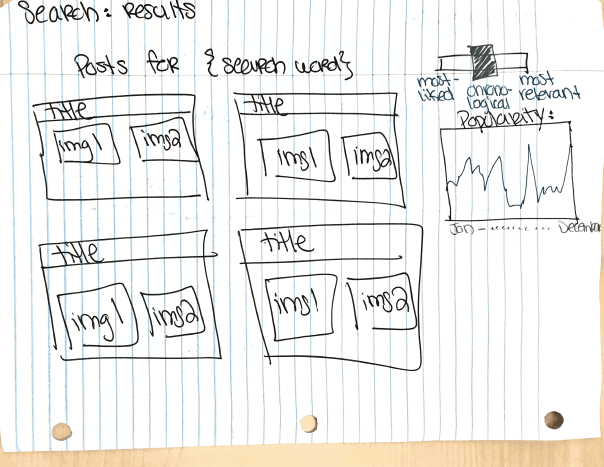 Search: results
Posts for {search word}
most-liked
chrono-logical
most relevant
Popularity:
Jan - ........ December
title
img1 img2
title
img1 img2
title
img1 img2
title
img1 img2